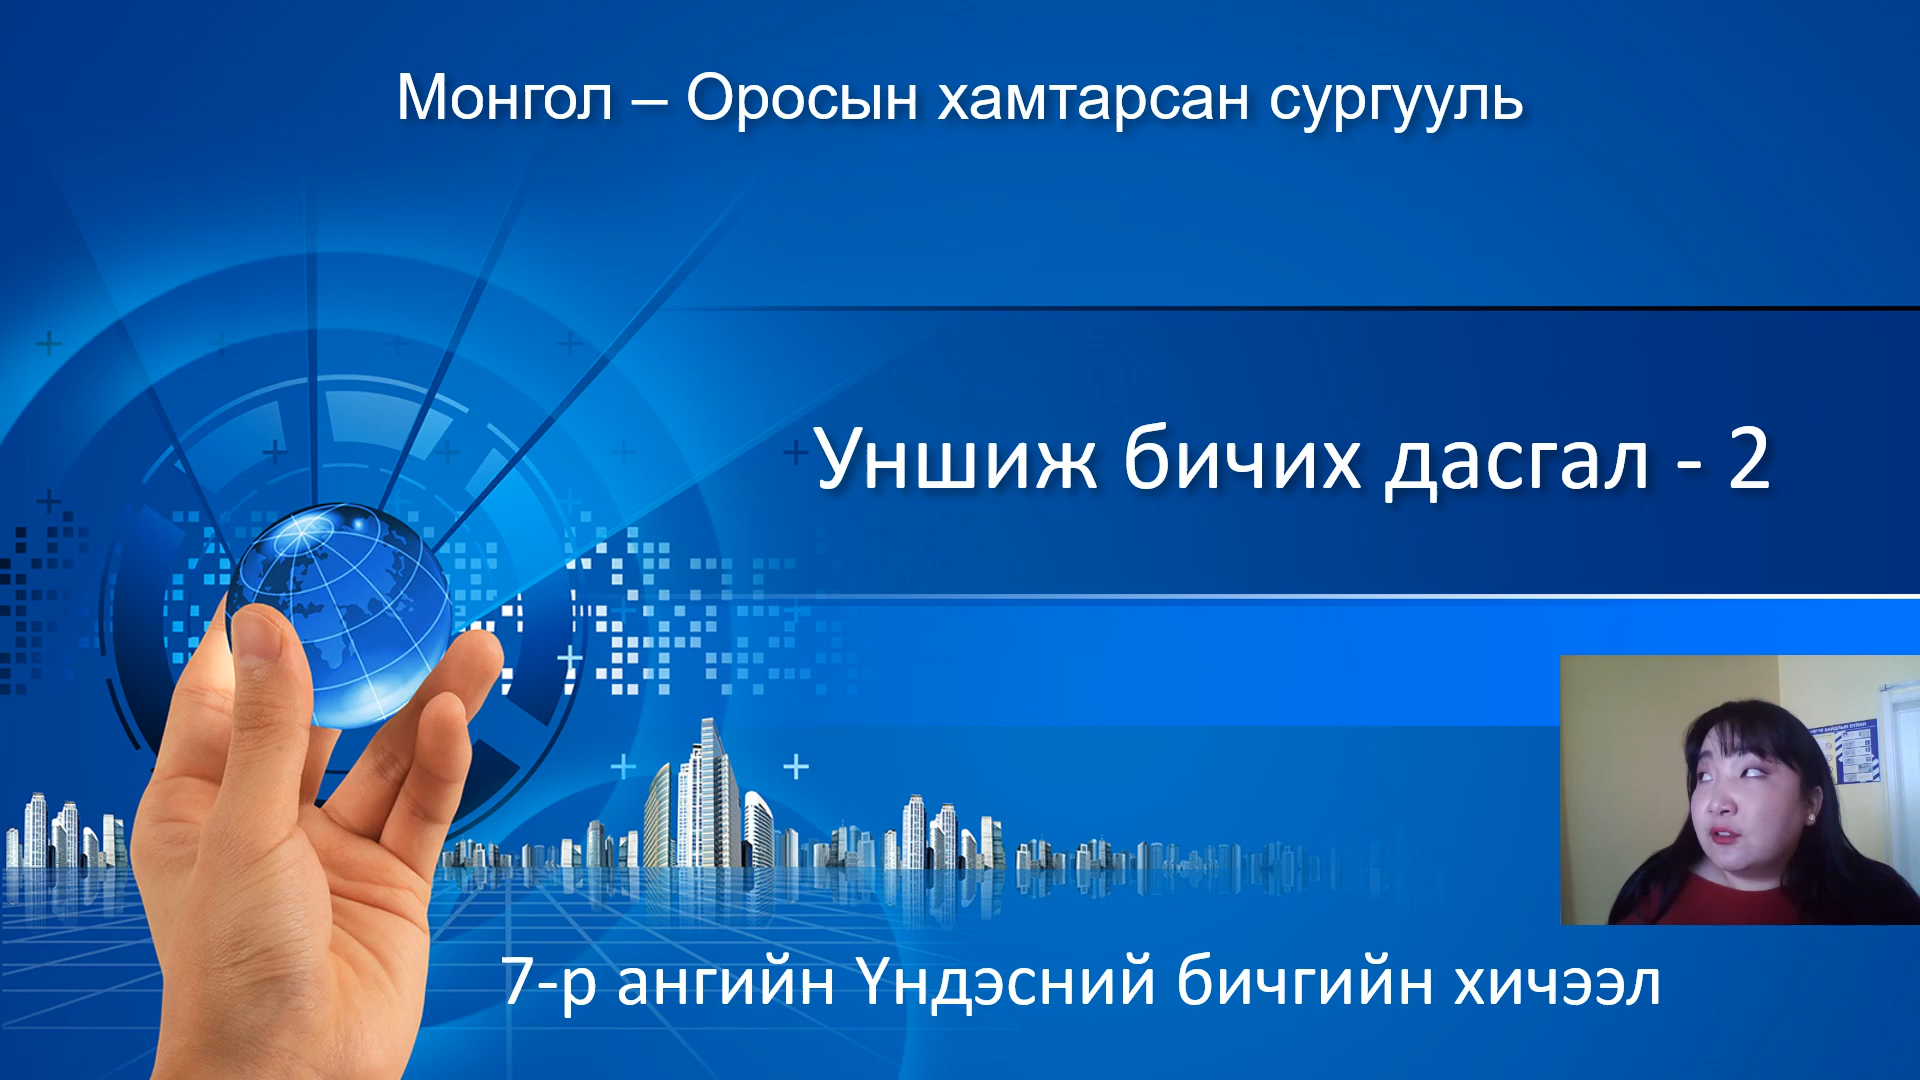 Монгол – Оросын хамтарсан сургууль
Уншиж бичих дасгал - 2
7-р ангийн Үндэсний бичгийн хичээл